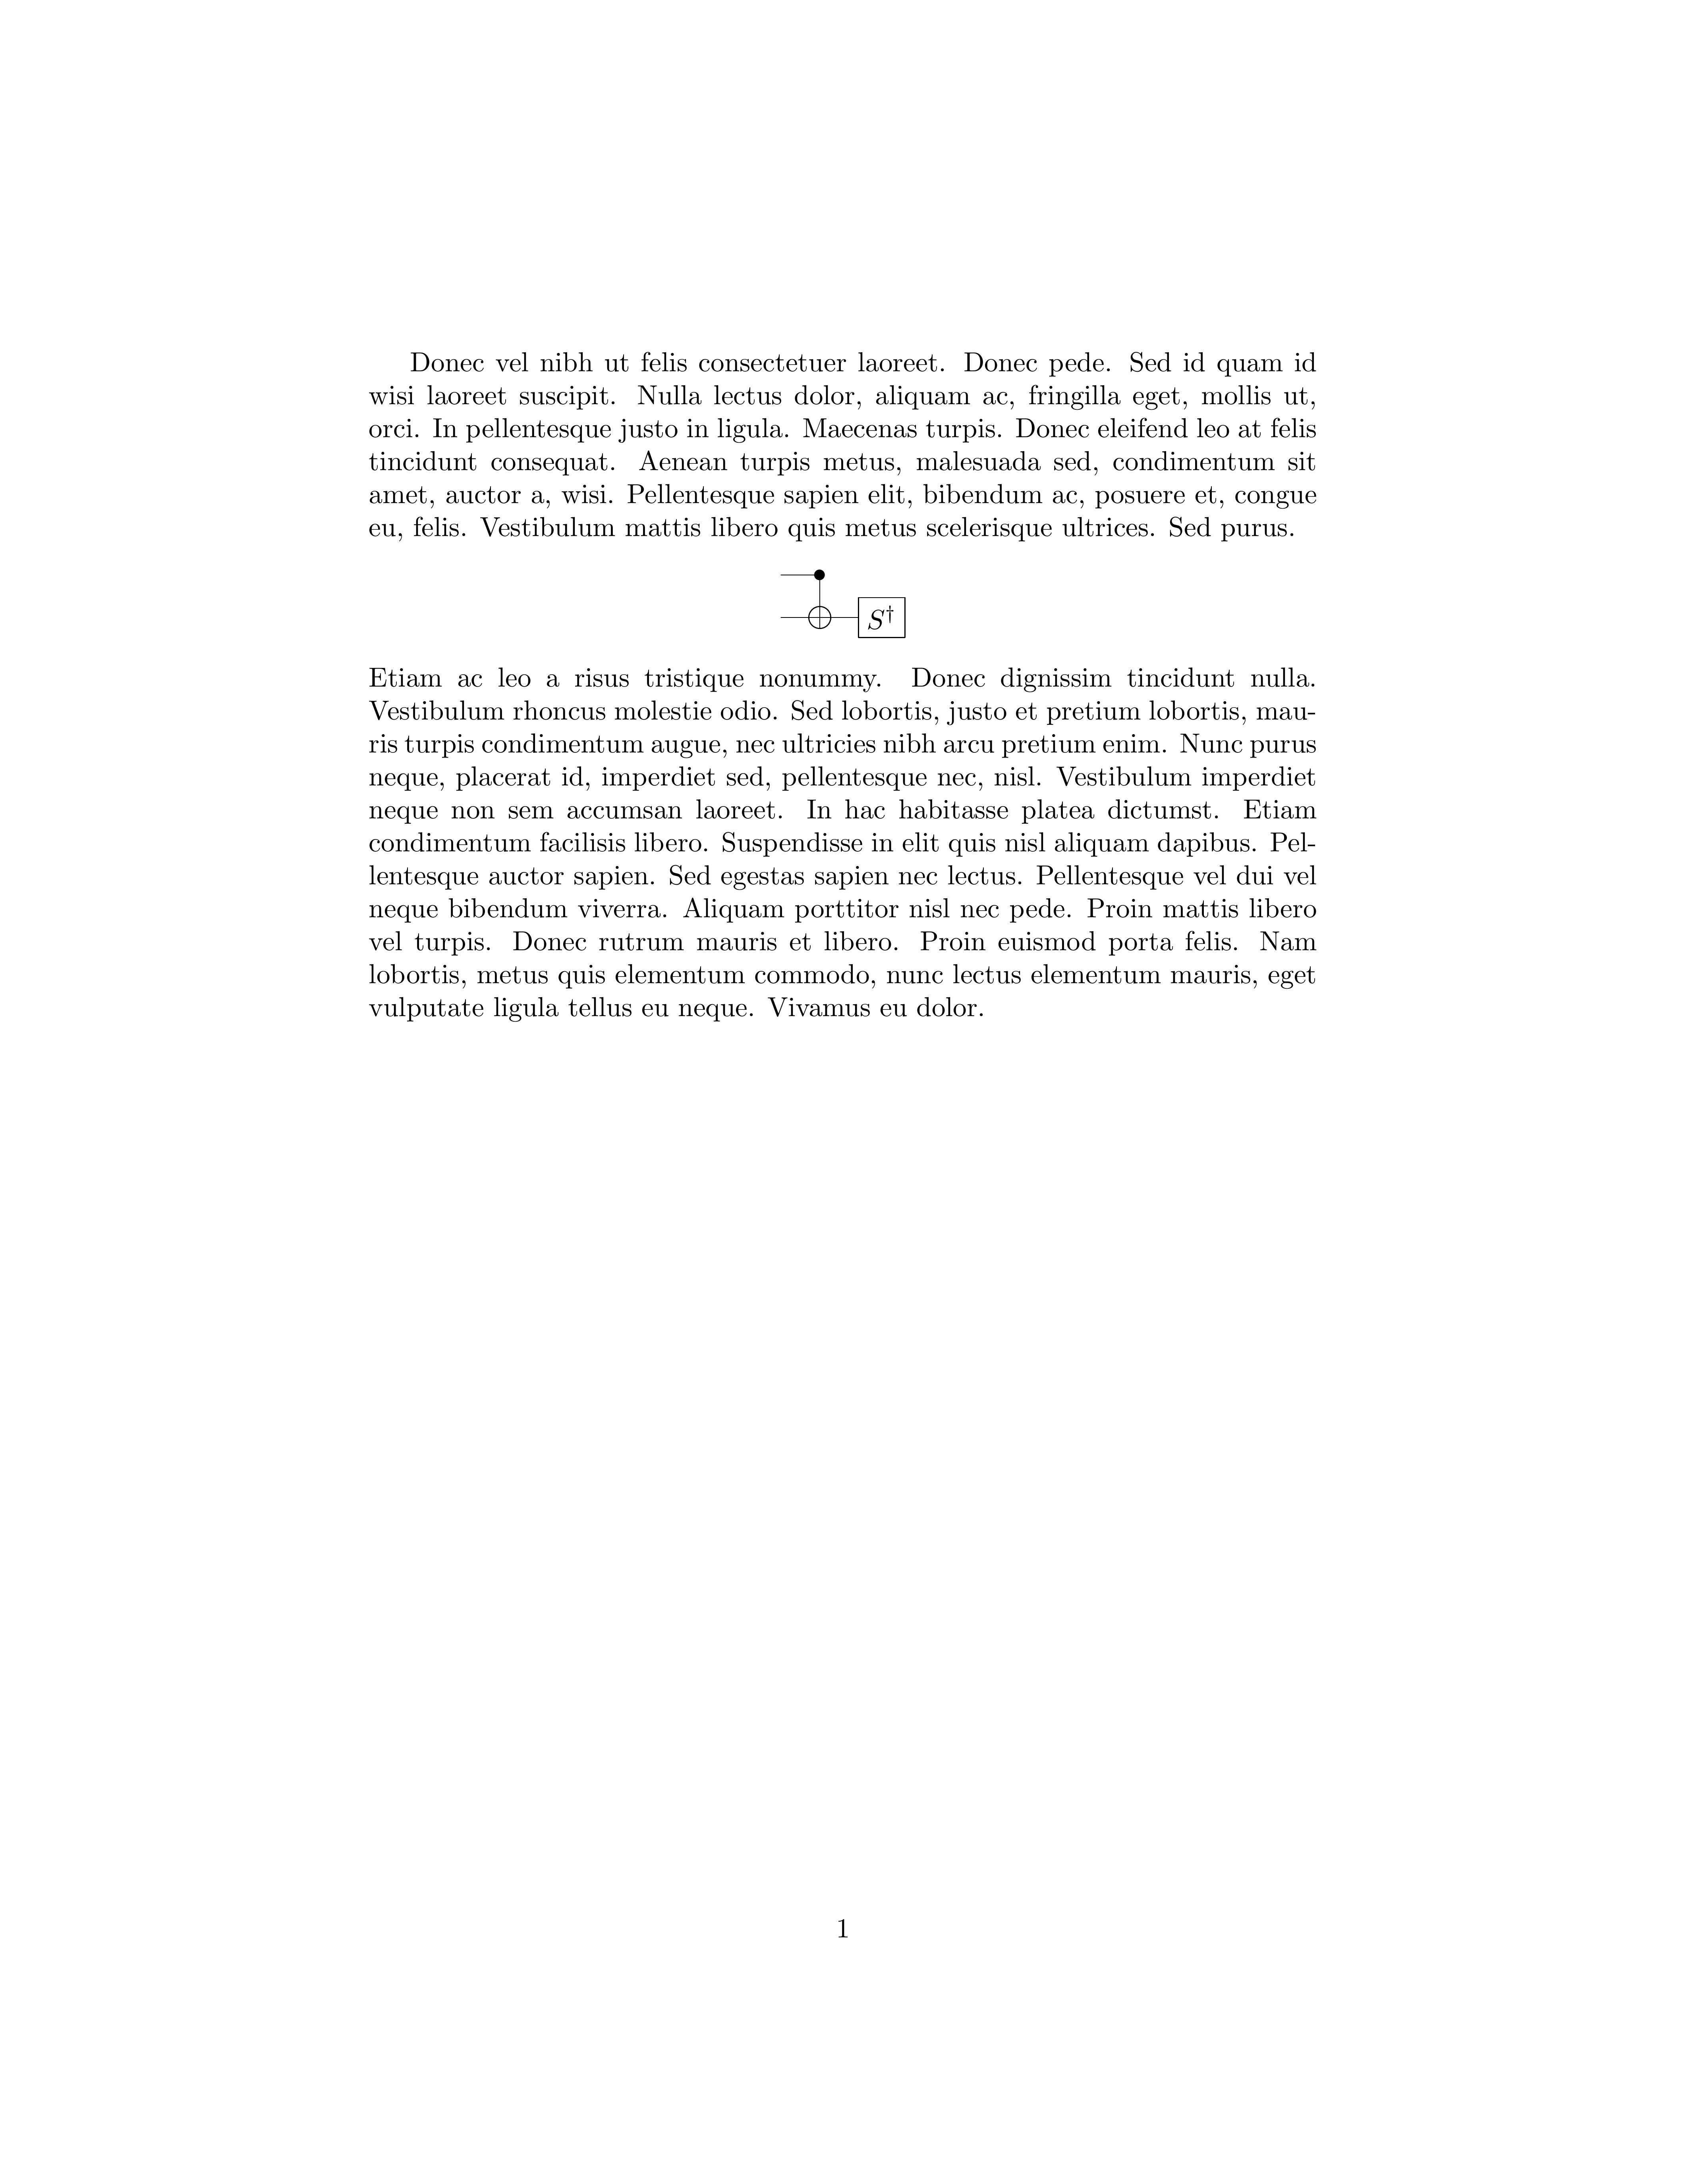 Donec vel nibh ut felis consectetuer laoreet. Donec pede. Sed id quam id
wisi laoreet suscipit. Nulla lectus dolor, aliquam ac, fringilla eget, mollis ut,
orci. In pellentesque justo in ligula. Maecenas turpis. Donec eleifend leo at felis
tincidunt consequat. Aenean turpis metus, malesuada sed, condimentum sit
amet, auctor a, wisi. Pellentesque sapien elit, bibendum ac, posuere et, congue
eu, felis. Vestibulum mattis libero quis metus scelerisque ultrices. Sed purus.
S†
Etiam ac leo a risus tristique nonummy. Donec dignissim tincidunt nulla.
Vestibulum rhoncus molestie odio. Sed lobortis, justo et pretium lobortis, mau-
ris turpis condimentum augue, nec ultricies nibh arcu pretium enim. Nunc purus
neque, placerat id, imperdiet sed, pellentesque nec, nisl. Vestibulum imperdiet
neque non sem accumsan laoreet. In hac habitasse platea dictumst. Etiam
condimentum facilisis libero. Suspendisse in elit quis nisl aliquam dapibus. Pel-
lentesque auctor sapien. Sed egestas sapien nec lectus. Pellentesque vel dui vel
neque bibendum viverra. Aliquam porttitor nisl nec pede. Proin mattis libero
vel turpis. Donec rutrum mauris et libero. Proin euismod porta felis. Nam
lobortis, metus quis elementum commodo, nunc lectus elementum mauris, eget
vulputate ligula tellus eu neque. Vivamus eu dolor.
1